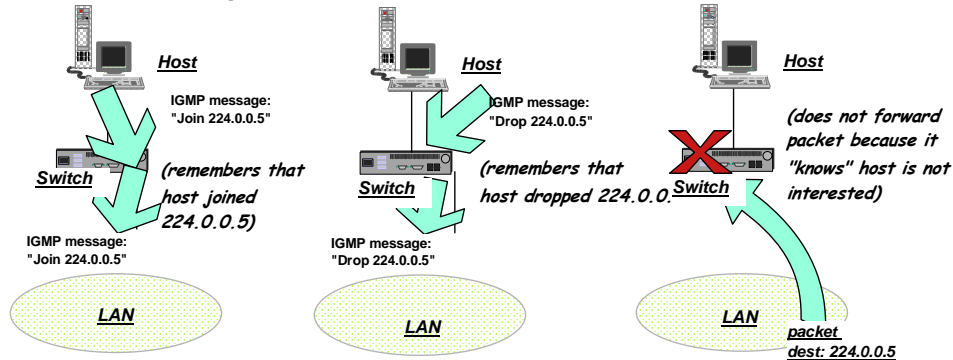 Host
IGMP message:
"Join 224.0.0.5"
Switch
(remembers that
host joined
224.0.0.5)
IGMP message:
"Join 224.0.0.5"
LAN
Host
IGMP message:
"Drop 224.0.0.5"
Switch
(remembers that
host dropped 224.0.0.
IGMP message:
"Drop 224.0.0.5"
LAN
Host
(does not forward
packet because it
"knows" host is not
interested)
Switch
LAN
packet
dest: 224.0.0.5